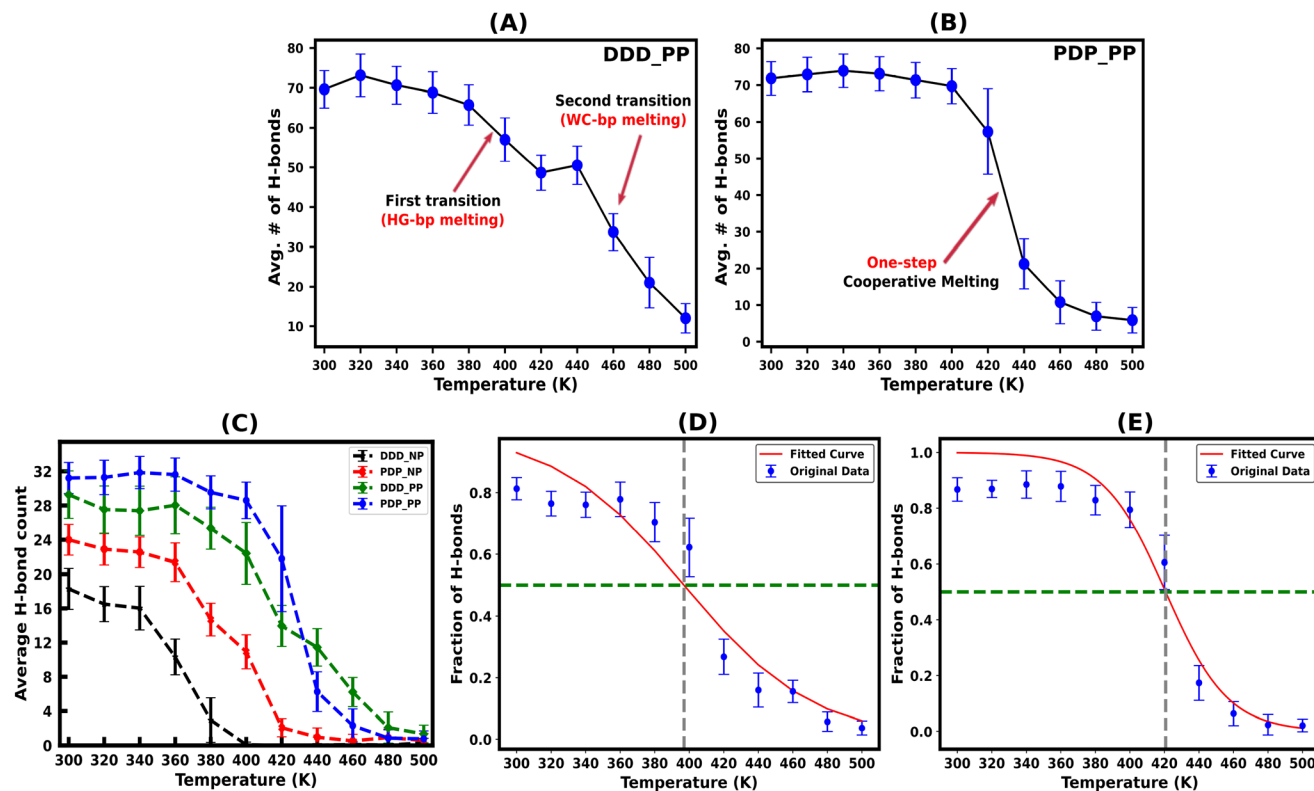 (A)
DDD_PP
Avg. # of H-bonds
80
70
60
50
40
30
20
10
Second transition
(WC-bp melting)
First transition
(HG-bp melting)
300 320 340 360 380 400 420 440 460 480 500
Temperature (K)
(B)
PDP_PP
Avg. # of H-bonds
80
70
60
50
40
30
20
10
0
One-step
Cooperative Melting
300 320 340 360 380 400 420 440 460 480 500
Temperature (K)
(C)
Average H-bond count
32
28
24
20
16
12
8
4
0
DDD_NP
PDP_NP
DDD_PP
PDP_PP
300 320 340 360 380 400 420 440 460 480 500
Temperature (K)
(D)
Fraction of H-bonds
0.8
0.6
0.4
0.2
0.0
Fitted Curve
Original Data
300 320 340 360 380 400 420 440 460 480 500
Temperature (K)
(E)
Fraction of H-bonds
1.0
0.8
0.6
0.4
0.2
0.0
Fitted Curve
Original Data
300 320 340 360 380 400 420 440 460 480 500
Temperature (K)